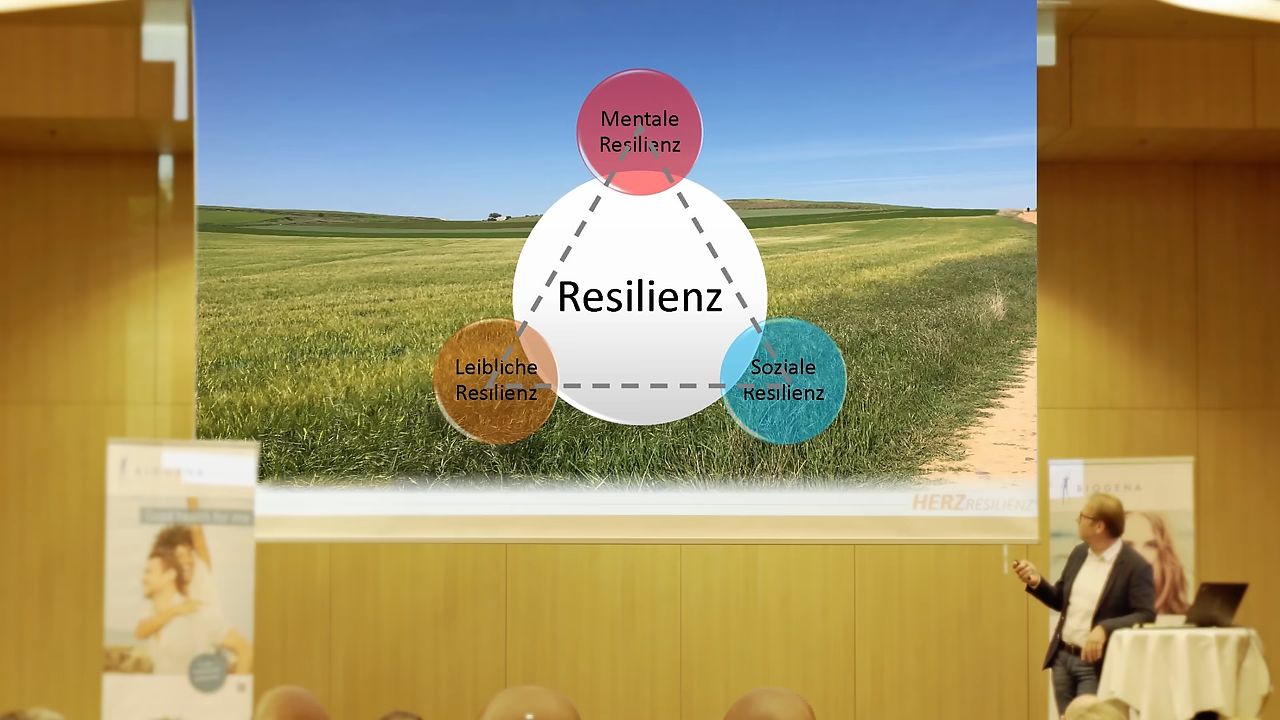 Mentale
Resilienz
Resilienz
Leibliche
Resilienz
Soziale
Resilienz
HERZRESILIENZ
BIOGENA
BIOGENA